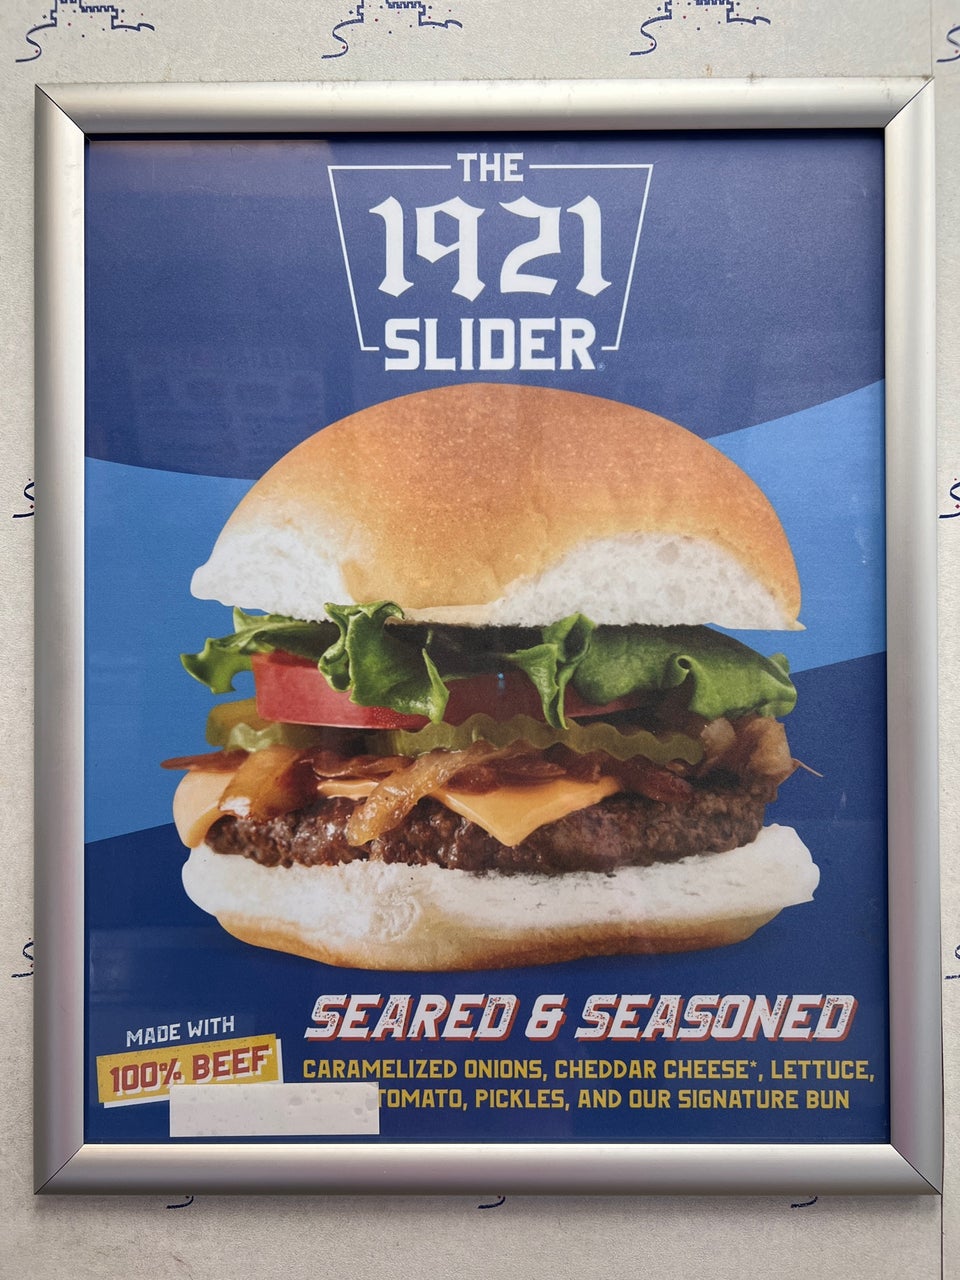 THE
1921
SLIDER®
SEARED & SEASONED
MADE WITH
100% BEEF
CARAMELIZED ONIONS, CHEDDAR CHEESE*, LETTUCE,
TOMATO, PICKLES, AND OUR SIGNATURE BUN